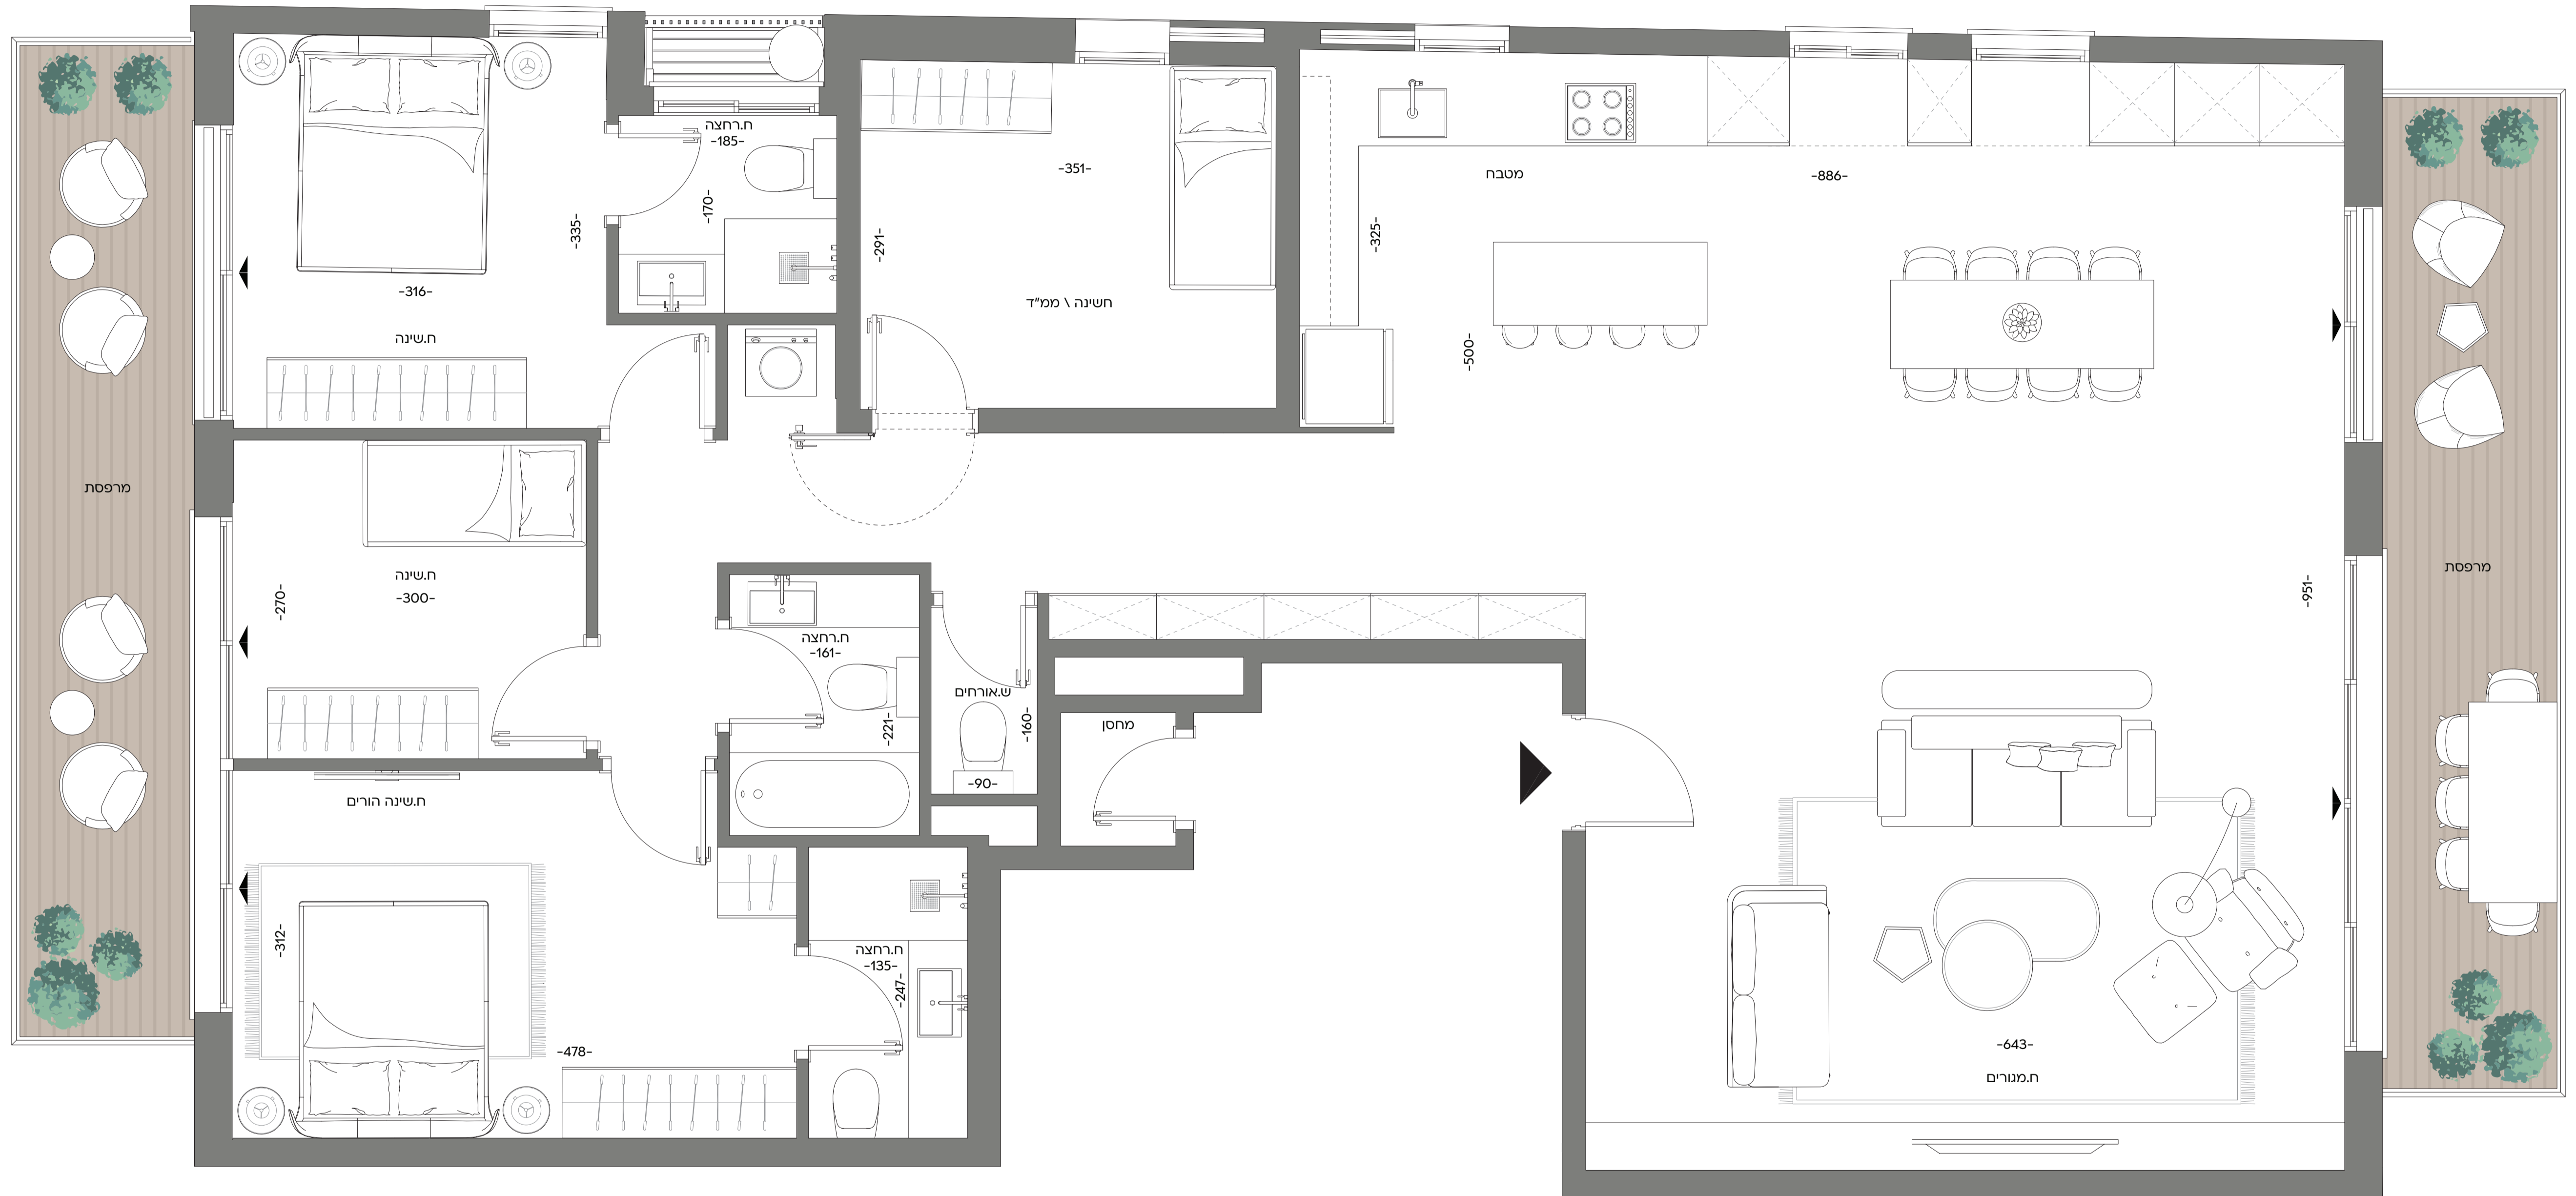 ח.רחצה
-185-
-170-
-335-
-316-
ח.שינה
-351-
-291-
חשינה \ ממ"ד
מטבח
-886-
-325-
-500-
מרפסת
ח.שינה
-300-
-270-
ח.רחצה
-161-
-221-
ש.אורחים
-160-
-90-
מחסן
מרפסת
-951-
ח.שינה הורים
-312-
-478-
ח.רחצה
-135-
-247-
-643-
ח.מגורים